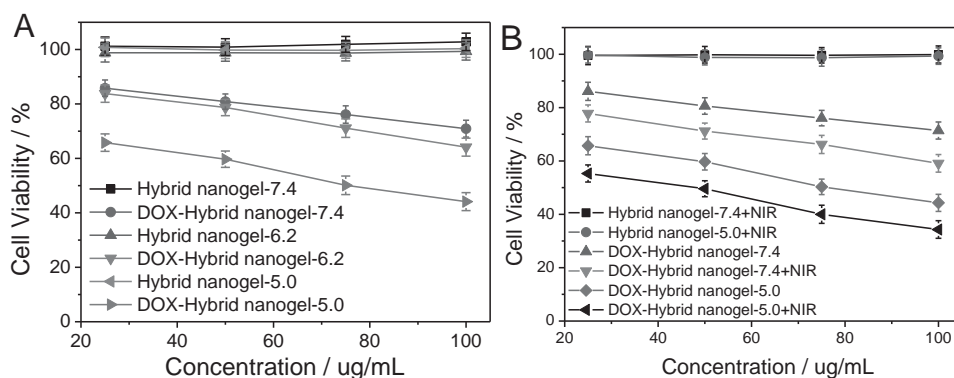 A
Cell Viability / %
120
100
80
60
40
20
0
Hybrid nanogel-7.4
DOX-Hybrid nanogel-7.4
Hybrid nanogel-6.2
DOX-Hybrid nanogel-6.2
Hybrid nanogel-5.0
DOX-Hybrid nanogel-5.0
20
40
60
80
100
Concentration / ug/mL
B
Cell Viability / %
120
100
80
60
40
20
0
Hybrid nanogel-7.4+NIR
Hybrid nanogel-5.0+NIR
DOX-Hybrid nanogel-7.4
DOX-Hybrid nanogel-7.4+NIR
DOX-Hybrid nanogel-5.0
DOX-Hybrid nanogel-5.0+NIR
20
40
60
80
100
Concentration / ug/mL